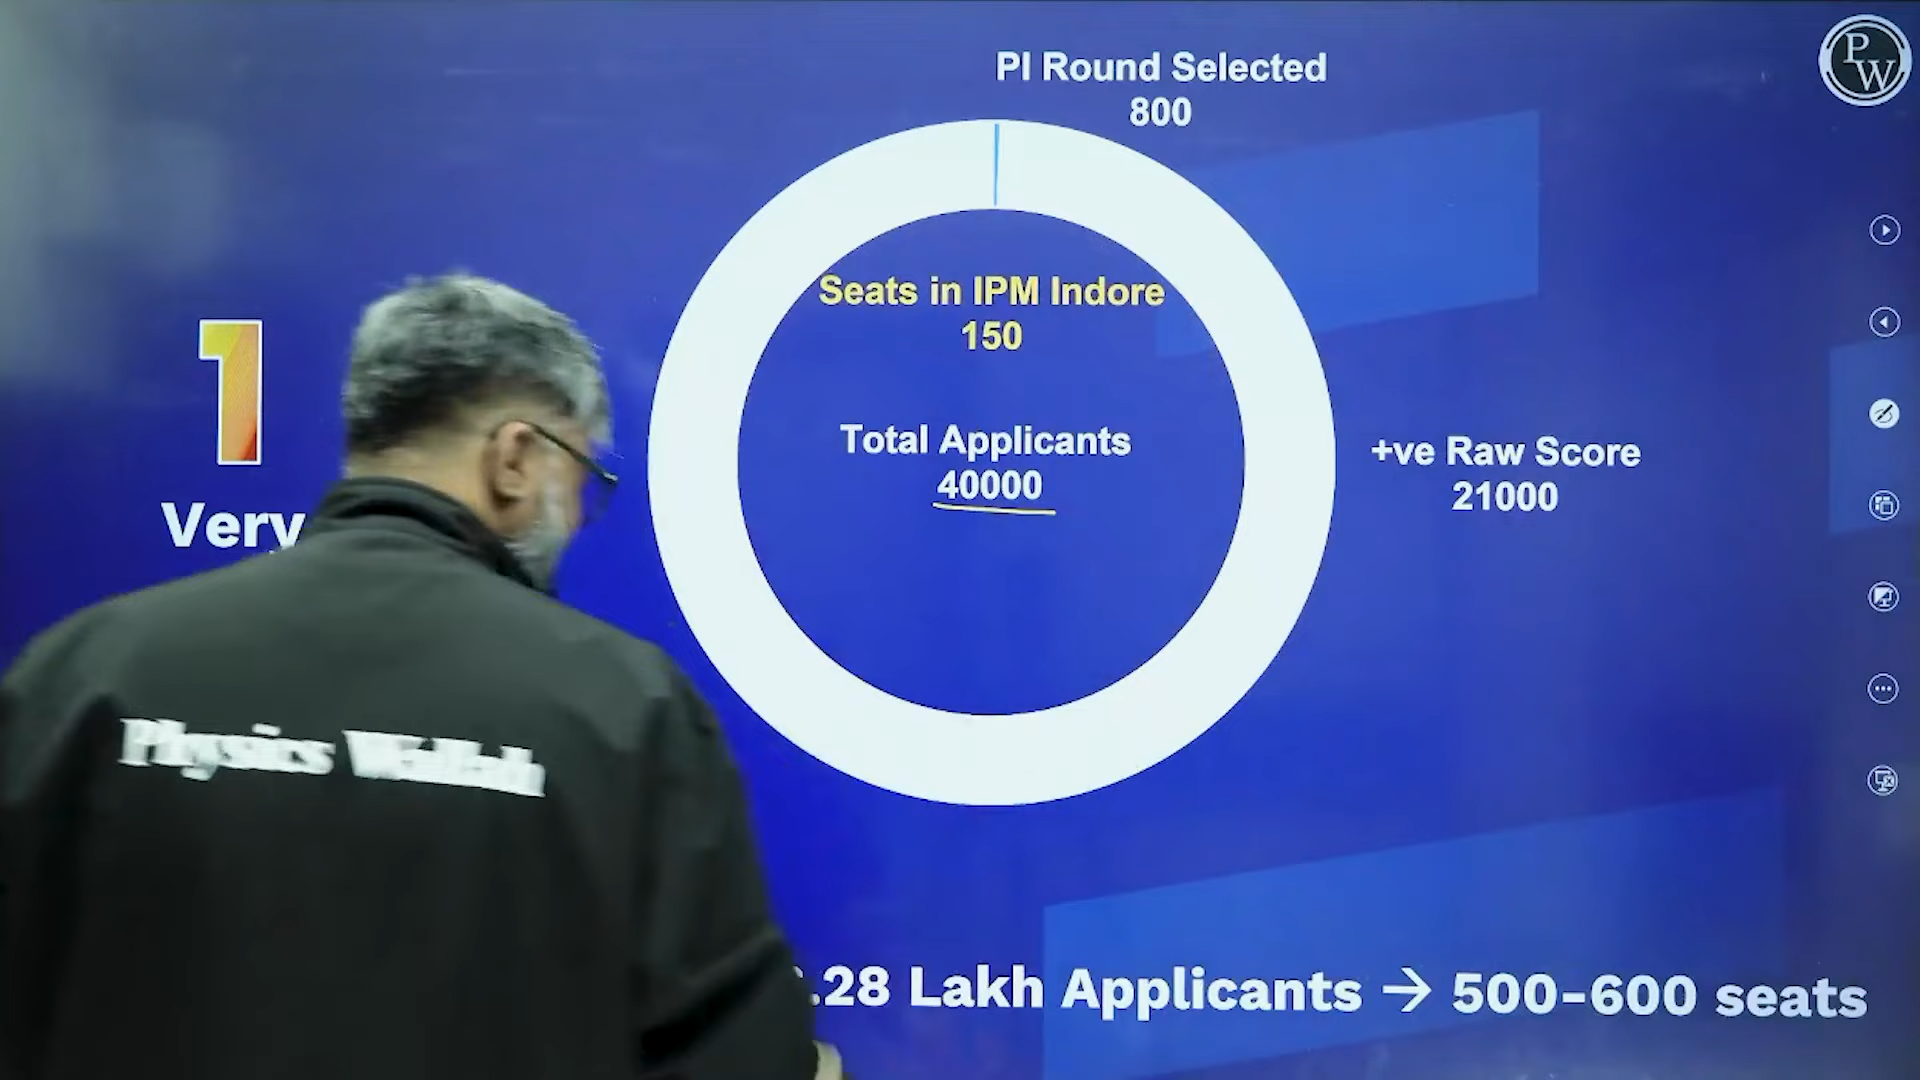 PI Round Selected
800
PW
Seats in IPM Indore
150
1
Total Applicants
40000
+ve Raw Score
21000
Very
Physics Wallah
.28 Lakh Applicants → 500-600 seats